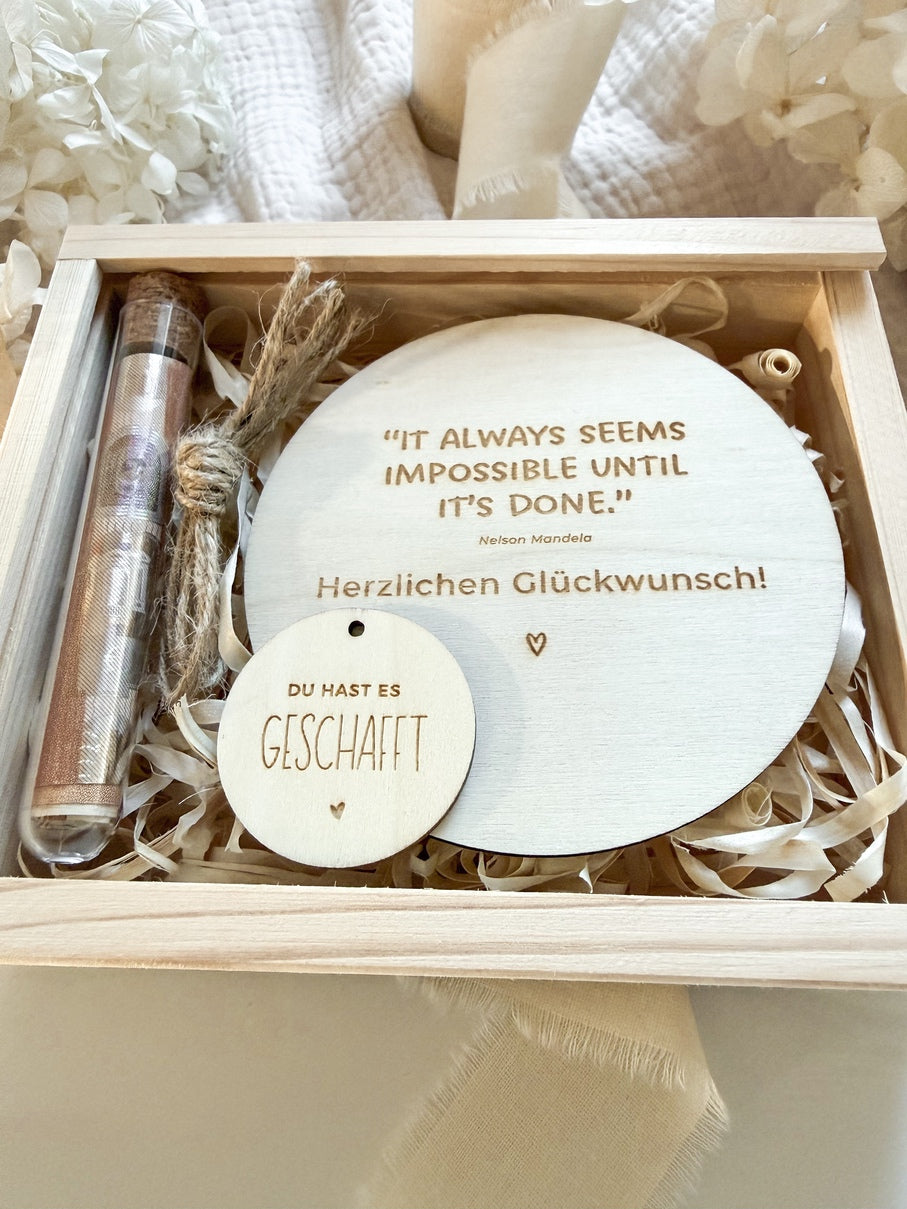 “IT ALWAYS SEEMS
IMPOSSIBLE UNTIL
IT’S DONE.”
Nelson Mandela
Herzlichen Glückwunsch!
DU HAST ES
GESCHAFFT